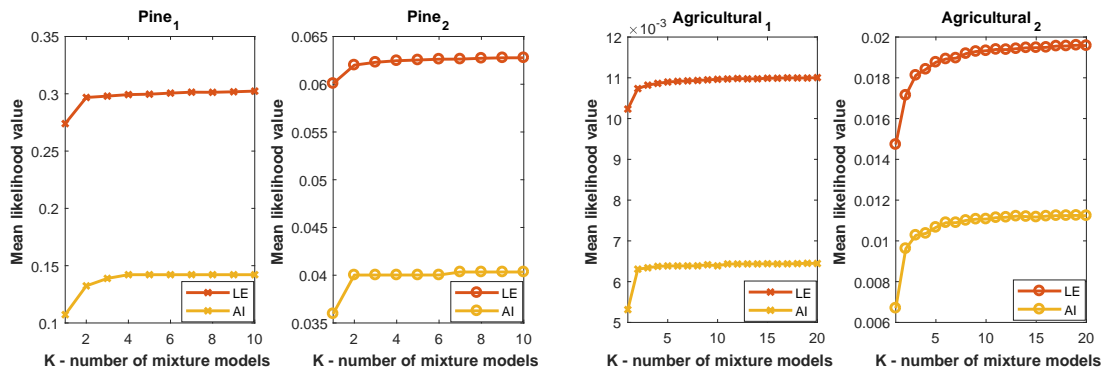 Pine1
Mean likelihood value
0.35
0.3
0.25
0.2
0.15
0.1
2 4 6 8 10
K - number of mixture models
LE
AI
Pine2
Mean likelihood value
0.065
0.06
0.055
0.05
0.045
0.04
0.035
2 4 6 8 10
K - number of mixture models
LE
AI
Agricultural1
×10-3
Mean likelihood value
12
11
10
9
8
7
6
5
5 10 15 20
K - number of mixture models
LE
AI
Agricultural2
Mean likelihood value
0.02
0.018
0.016
0.014
0.012
0.01
0.008
0.006
5 10 15 20
K - number of mixture models
LE
AI